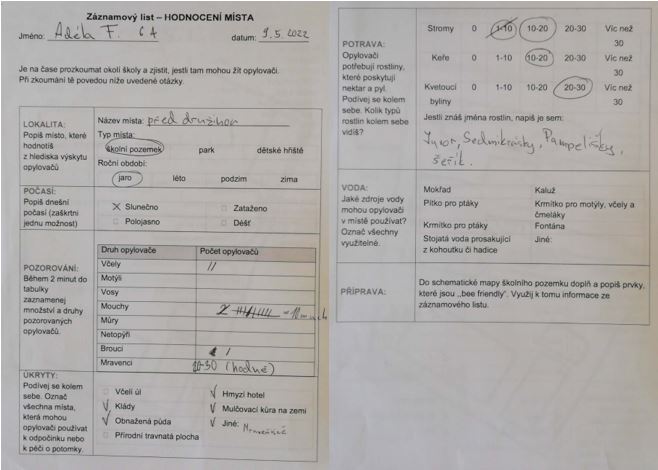 Záznamový list – HODNOCENÍ MÍSTA
Jméno: Adéla F. 6A datum: 9.5.2022
Je na čase prozkoumat okolí školy a zjistit, jestli tam mohou žít opylovači.
Při zkoumání tě povedou níže uvedené otázky.
LOKALITA:
Popiš místo, které
hodnotíš
z hlediska výskytu
opylovačů
Název místa: před družinou
Typ místa:
školní pozemek park dětské hřiště
Roční období:
jaro léto podzim zima
POČASÍ:
Popiš dnešní
počasí (zaškrtni
jednu možnost)
Slunečno Zataženo
Polojasno Déšť
POZOROVÁNÍ:
Během 2 minut do
tabulky
zaznamenej
množství a druhy
pozorovaných
opylovačů.
Druh opylovače Počet opylovačů
Včely //
Motýli
Vosy
Mouchy
Můry
Netopýři
Brouci /
Mravenci 20-30 (hodně)
ÚKRYTY:
Podívej se kolem
sebe. Označ
všechna místa,
která mohou
opylovači používat
k odpočinku nebo
k péči o potomky.
Včelí úl Hmyzí hotel
Klády Mulčovací kůra na zemi
Obnažená půda Jiné: Mraveniště
Přírodní travnatá plocha
POTRAVA:
Opylovači
potřebují rostliny,
které poskytují
nektar a pyl.
Podívej se kolem
sebe. Kolik typů
rostlin kolem sebe
vidíš?
Stromy 0 1-10 10-20 20-30 Víc než
30
Keře 0 1-10 10-20 20-30 Víc než
30
Kvetoucí 0 1-10 10-20 20-30 Víc než
byliny 30
Jestli znáš jména rostlin, napiš je sem:
Javor, Sedmikrásky, Pampelišky,
šeřík.
VODA:
Jaké zdroje vody
mohou opylovači
v místě používat?
Označ všechny
využitelné.
Mokřad Kaluž
Pítko pro ptáky Krmítko pro motýly, včely a
čmeláky
Krmítko pro ptáky Fontána
Stojatá voda prosakující Jiné:
z kohoutku či hadice
PŘÍPRAVA:
Do schematické mapy školního pozemku doplň a popiš prvky,
které jsou ,,bee friendly". Využij k tomu informace ze
záznamového listu.